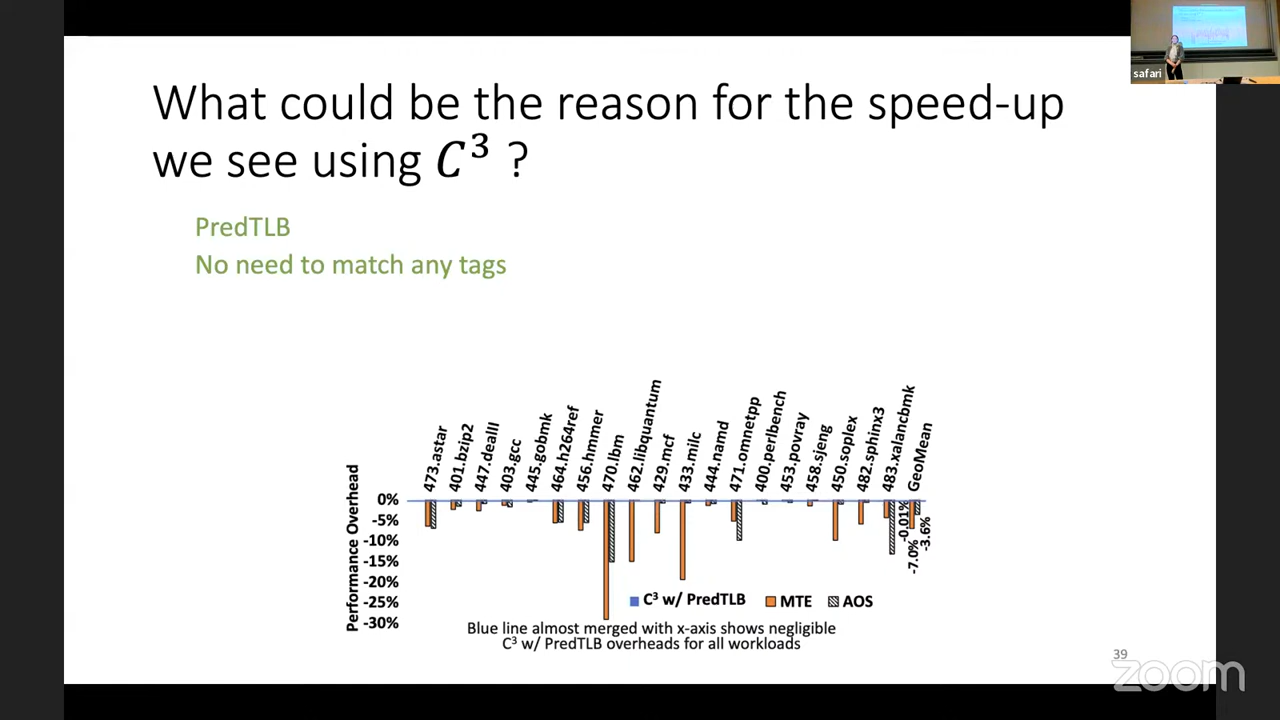 What could be the reason for the speed-up
we see using C³ ?
PredTLB
No need to match any tags
473.astar
401.bzip2
447.dealII
403.gcc
445.gobmk
464.h264ref
456.hmmer
470.lbm
462.libquantum
429.mcf
433.milc
444.namd
471.omnetpp
400.perlbench
453.povray
458.sjeng
450.soplex
482.sphinx3
483.xalancbmk
GeoMean
Performance Overhead
0%
-5%
-10%
-15%
-20%
-25%
-30%
-0.01%
-7.0%
-3.6%
C³ w/ PredTLB MTE AOS
Blue line almost merged with x-axis shows negligible
C³ w/ PredTLB overheads for all workloads
39
zoom
safari